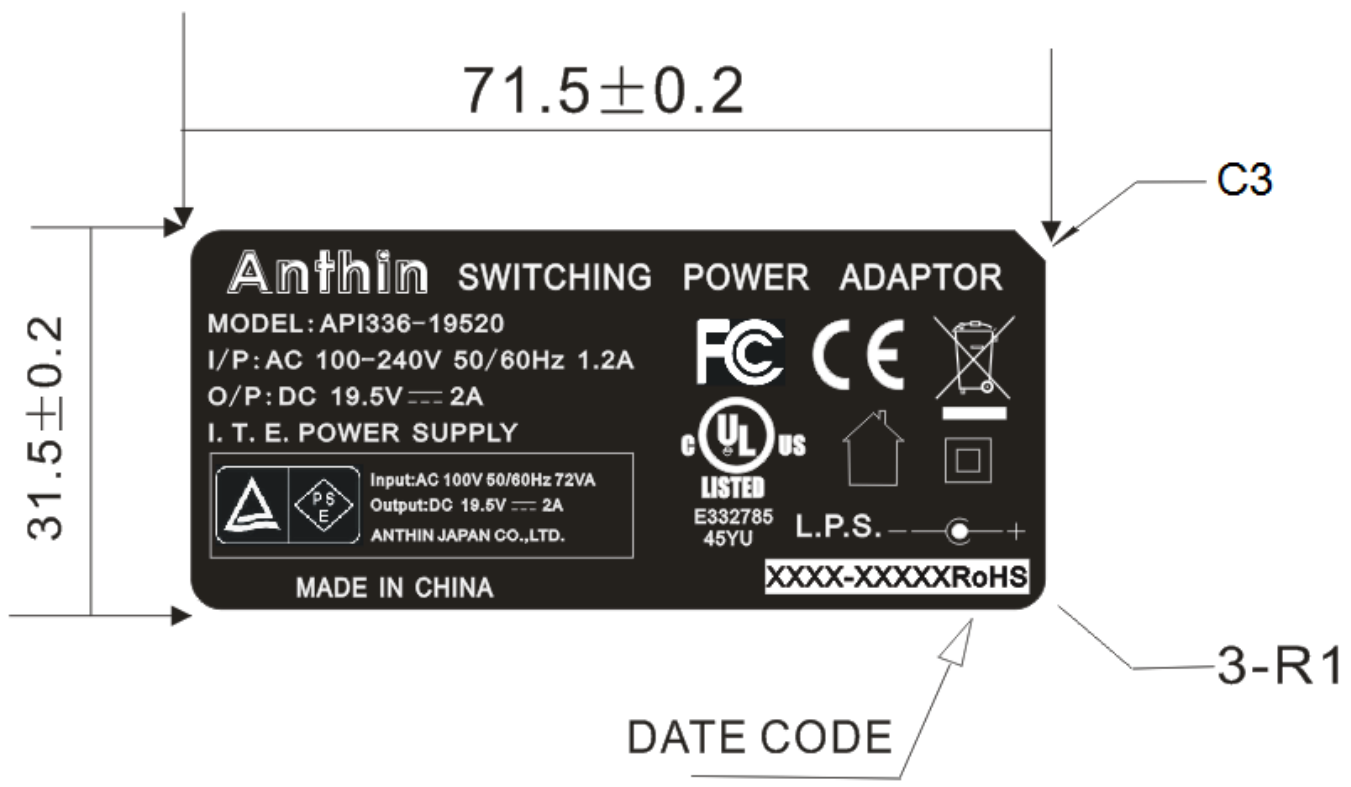 71.5±0.2
C3
31.5±0.2
Anthin SWITCHING POWER ADAPTOR
MODEL: API336-19520
I/P: AC 100-240V 50/60Hz 1.2A
O/P: DC 19.5V ⎓ 2A
I. T. E. POWER SUPPLY
FC CE
C UL US
LISTED
E332785
45YU
PS
E
Input:AC 100V 50/60Hz 72VA
Output:DC 19.5V ⎓ 2A
ANTHIN JAPAN CO.,LTD.
L.P.S. - +
MADE IN CHINA
XXXX-XXXXXRoHS
3-R1
DATE CODE